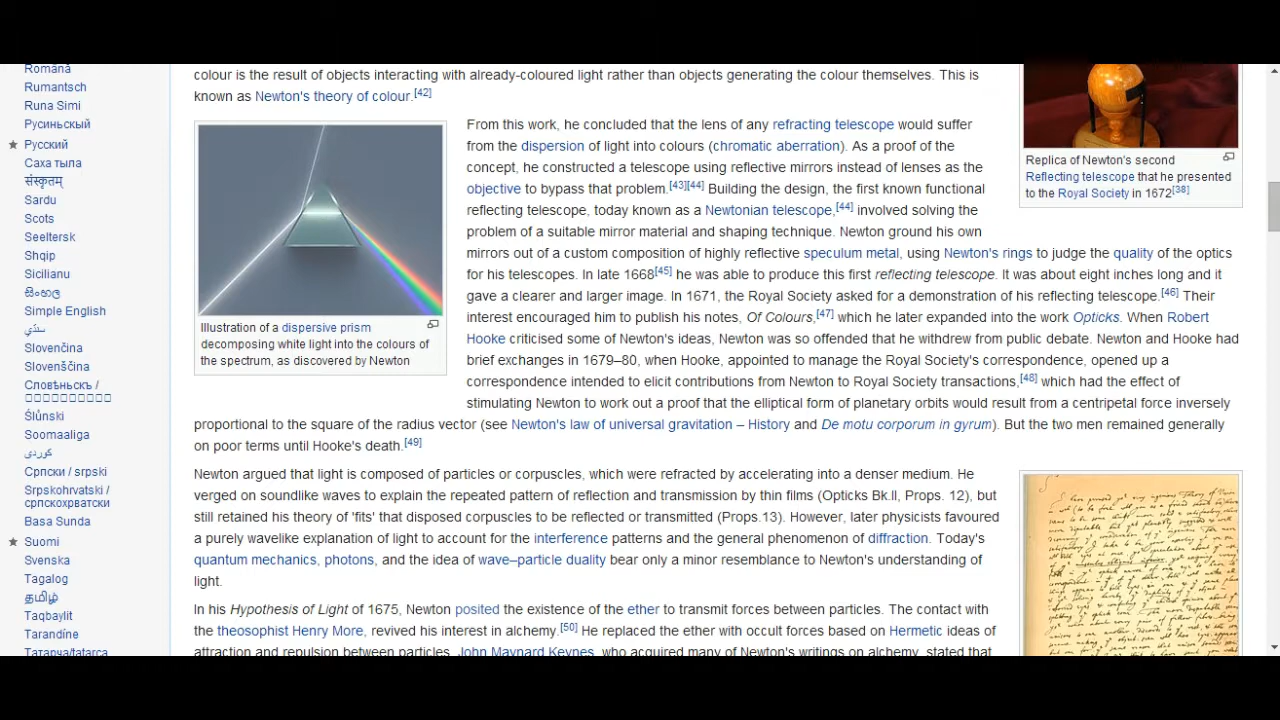 Română
Rumantsch
Runa Simi
Русиньскый
Русский
Саха тыла
संस्कृतम्
Sardu
Scots
Seeltersk
Shqip
Sicilianu
සිංහල
Simple English
سنڌي
Slovenčina
Slovenščina
Словѣньскъ /
Ślůnski
Soomaaliga
کوردی
Српски / srpski
Srpskohrvatski /
српскохрватски
Basa Sunda
Suomi
Svenska
Tagalog
தமிழ்
Taqbaylit
Tarandíne
Татарча/tatarça
colour is the result of objects interacting with already-coloured light rather than objects generating the colour themselves. This is
known as Newton's theory of colour.[42]
Illustration of a dispersive prism
decomposing white light into the colours of
the spectrum, as discovered by Newton
From this work, he concluded that the lens of any refracting telescope would suffer
from the dispersion of light into colours (chromatic aberration). As a proof of the
concept, he constructed a telescope using reflective mirrors instead of lenses as the
objective to bypass that problem.[43][44] Building the design, the first known functional
reflecting telescope, today known as a Newtonian telescope,[44] involved solving the
problem of a suitable mirror material and shaping technique. Newton ground his own
mirrors out of a custom composition of highly reflective speculum metal, using Newton's rings to judge the quality of the optics
for his telescopes. In late 1668[45] he was able to produce this first reflecting telescope. It was about eight inches long and it
gave a clearer and larger image. In 1671, the Royal Society asked for a demonstration of his reflecting telescope.[46] Their
interest encouraged him to publish his notes, Of Colours,[47] which he later expanded into the work Opticks. When Robert
Hooke criticised some of Newton's ideas, Newton was so offended that he withdrew from public debate. Newton and Hooke had
brief exchanges in 1679–80, when Hooke, appointed to manage the Royal Society's correspondence, opened up a
correspondence intended to elicit contributions from Newton to Royal Society transactions,[48] which had the effect of
stimulating Newton to work out a proof that the elliptical form of planetary orbits would result from a centripetal force inversely
proportional to the square of the radius vector (see Newton's law of universal gravitation – History and De motu corporum in gyrum). But the two men remained generally
on poor terms until Hooke's death.[49]
Replica of Newton's second
Reflecting telescope that he presented
to the Royal Society in 1672[38]
Newton argued that light is composed of particles or corpuscles, which were refracted by accelerating into a denser medium. He
verged on soundlike waves to explain the repeated pattern of reflection and transmission by thin films (Opticks Bk.II, Props. 12), but
still retained his theory of 'fits' that disposed corpuscles to be reflected or transmitted (Props.13). However, later physicists favoured
a purely wavelike explanation of light to account for the interference patterns and the general phenomenon of diffraction. Today's
quantum mechanics, photons, and the idea of wave–particle duality bear only a minor resemblance to Newton's understanding of
light.
In his Hypothesis of Light of 1675, Newton posited the existence of the ether to transmit forces between particles. The contact with
the theosophist Henry More, revived his interest in alchemy.[50] He replaced the ether with occult forces based on Hermetic ideas of
attraction and repulsion between particles. John Maynard Keynes, who acquired many of Newton's writings on alchemy, stated that